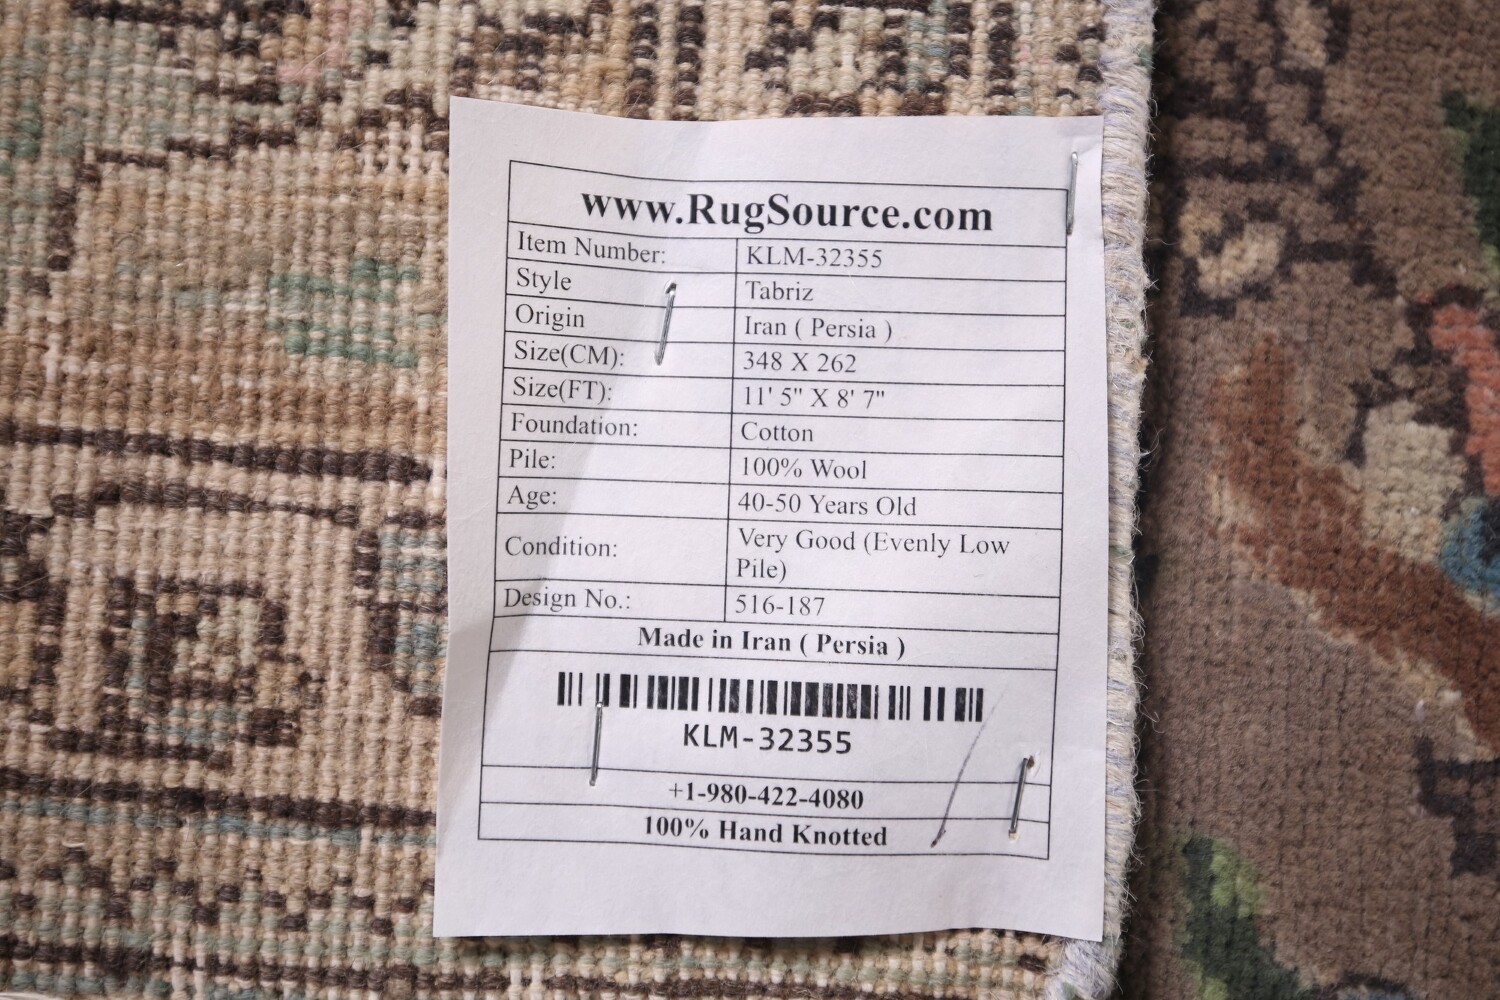 www.RugSource.com
Item Number: KLM-32355
Style Tabriz
Origin Iran ( Persia )
Size(CM): 348 X 262
Size(FT): 11' 5" X 8' 7"
Foundation: Cotton
Pile: 100% Wool
Age: 40-50 Years Old
Condition: Very Good (Evenly Low
Pile)
Design No.: 516-187
Made in Iran ( Persia )
KLM-32355
+1-980-422-4080
100% Hand Knotted